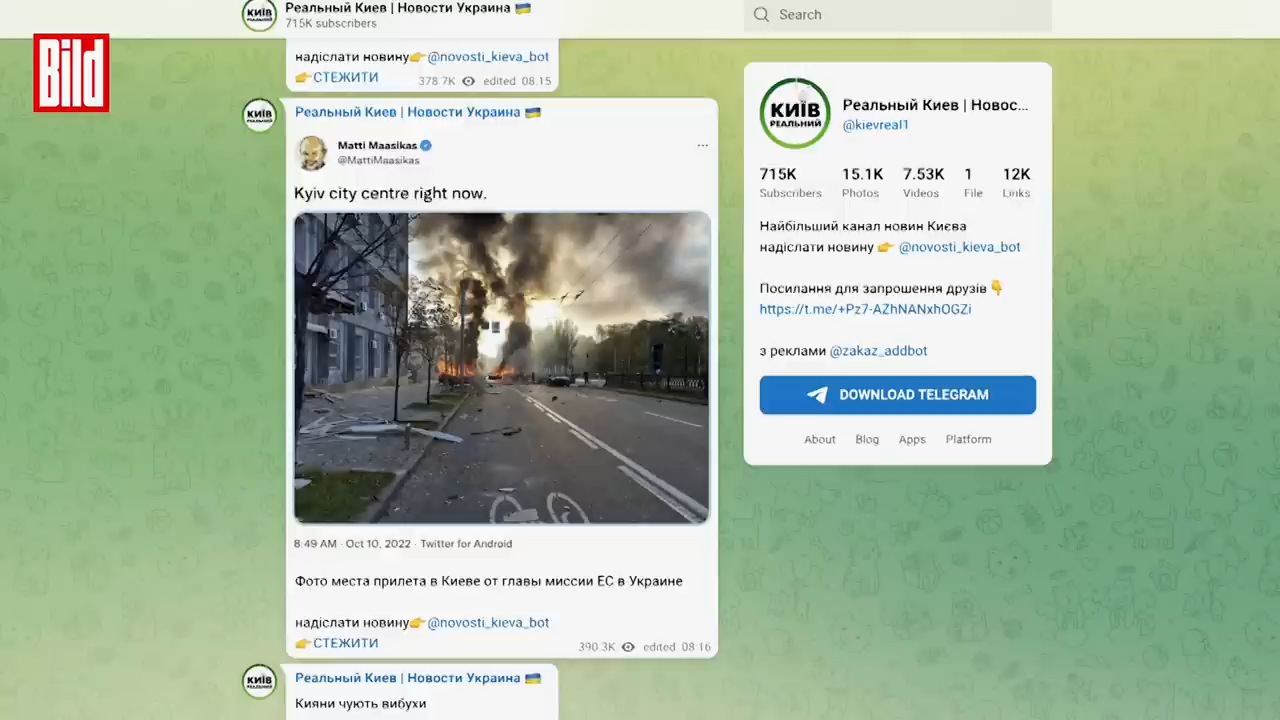 Реальный Киев | Новости Украина 🇺🇦
715K subscribers
Search
Bild
надіслати новину👉@novosti_kieva_bot
👉СТЕЖИТИ
378.7K edited 08:15
КИЇВ
РЕАЛЬНИЙ
Реальный Киев | Новости Украина 🇺🇦
Matti Maasikas
@MattiMaasikas
Kyiv city centre right now.
8:49 AM · Oct 10, 2022 · Twitter for Android
Фото места прилета в Киеве от главы миссии ЕС в Украине
надіслати новину👉@novosti_kieva_bot
👉СТЕЖИТИ
390.3K edited 08:16
КИЇВ
РЕАЛЬНИЙ
Реальный Киев | Новости Украина 🇺🇦
Кияни чують вибухи
КИЇВ
РЕАЛЬНИЙ
Реальный Киев | Новос...
@kievreal1
715K 15.1K 7.53K 1 12K
Subscribers Photos Videos File Links
Найбільший канал новин Києва
надіслати новину 👉 @novosti_kieva_bot
Посилання для запрошення друзів👇
https://t.me/+Pz7-AZhNANxhOGZi
з реклами @zakaz_addbot
DOWNLOAD TELEGRAM
About Blog Apps Platform